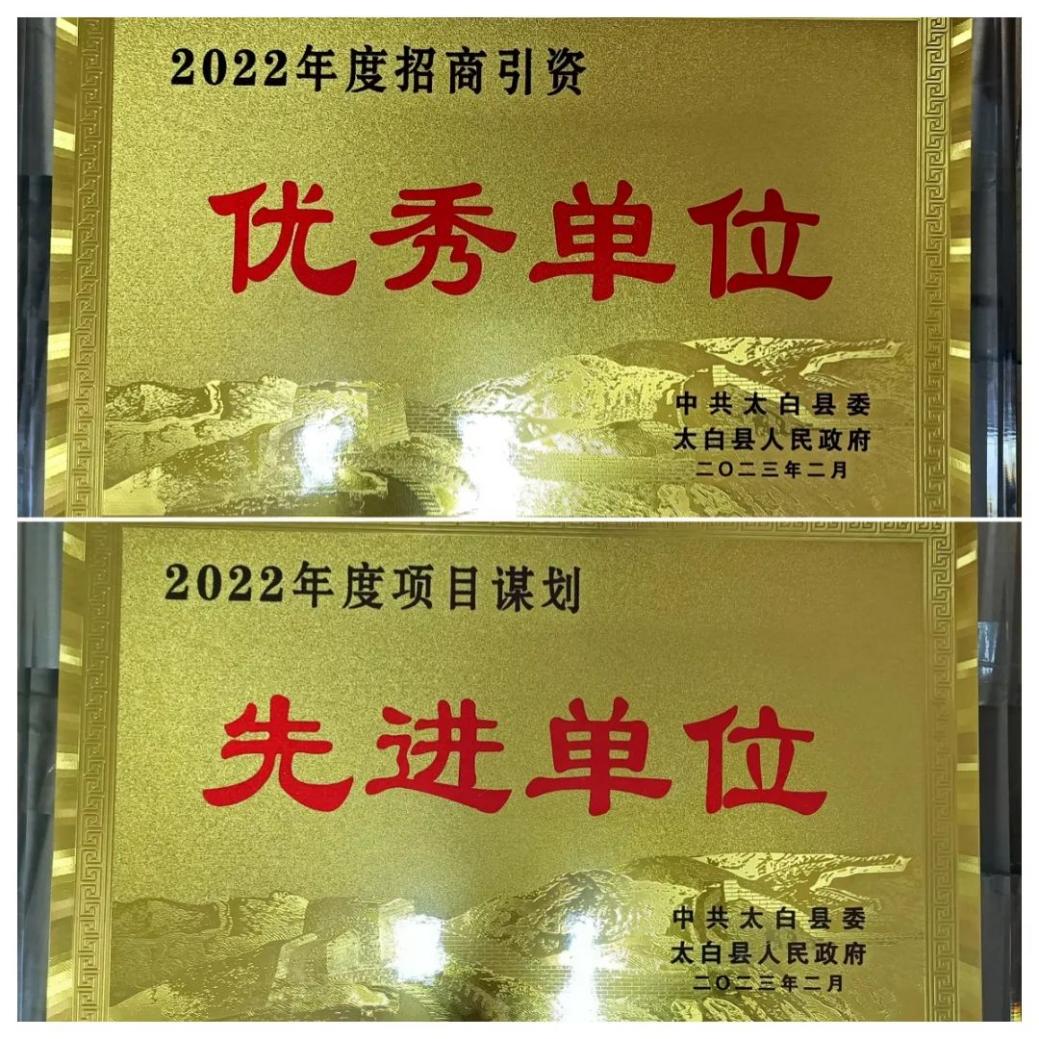 2022年度招商引资
优秀单位
中共太白县委
太白县人民政府
二〇二三年二月
2022年度项目谋划
先进单位
中共太白县委
太白县人民政府
二〇二三年二月